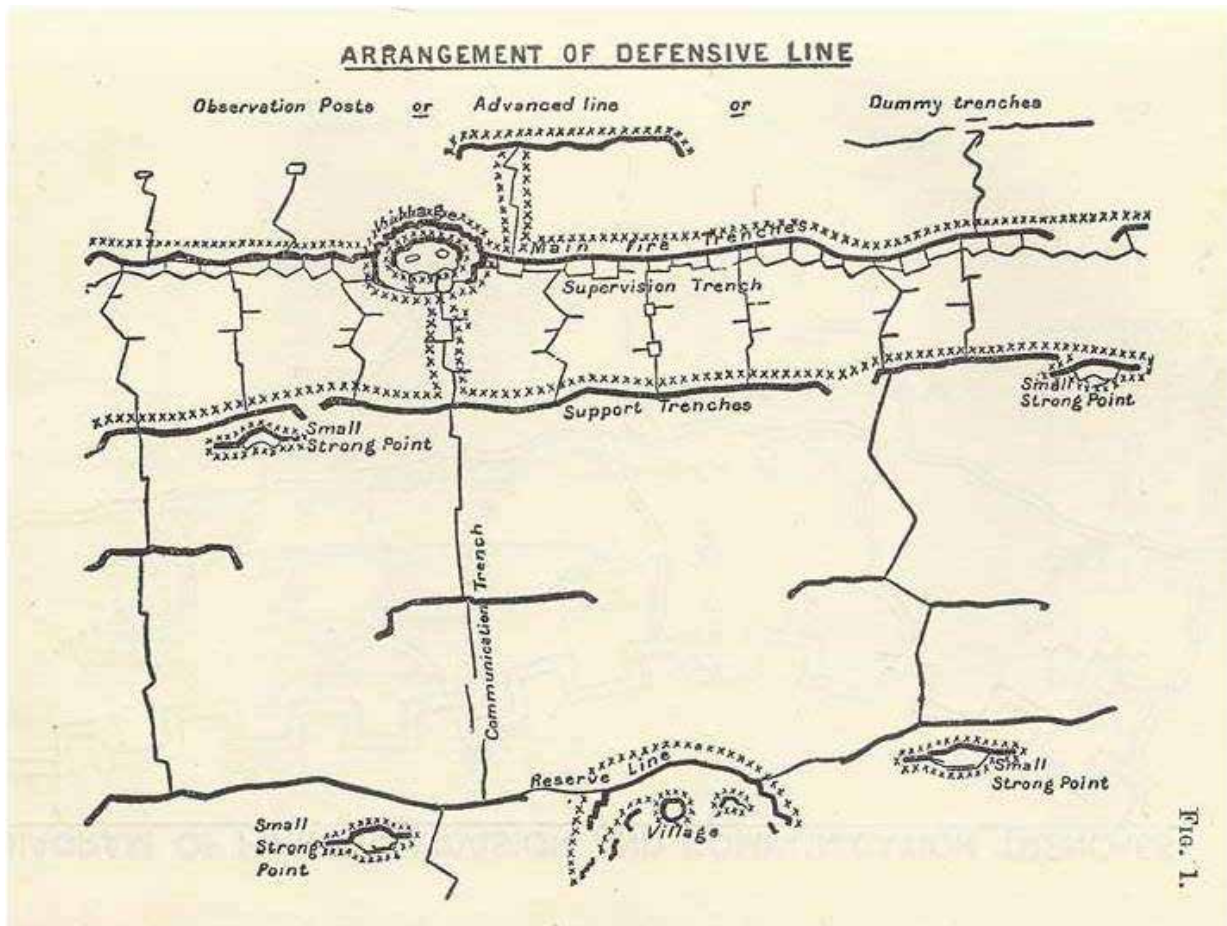 ARRANGEMENT OF DEFENSIVE LINE
Observation Posts or Advanced line or Dummy trenches
Main Fire Trenches
Supervision Trench
Support Trenches
Small
Strong Point
Small
Strong Point
Communication Trench
Reserve Line
Village
Small
Strong Point
Small
Strong
Point
FIG. 1.